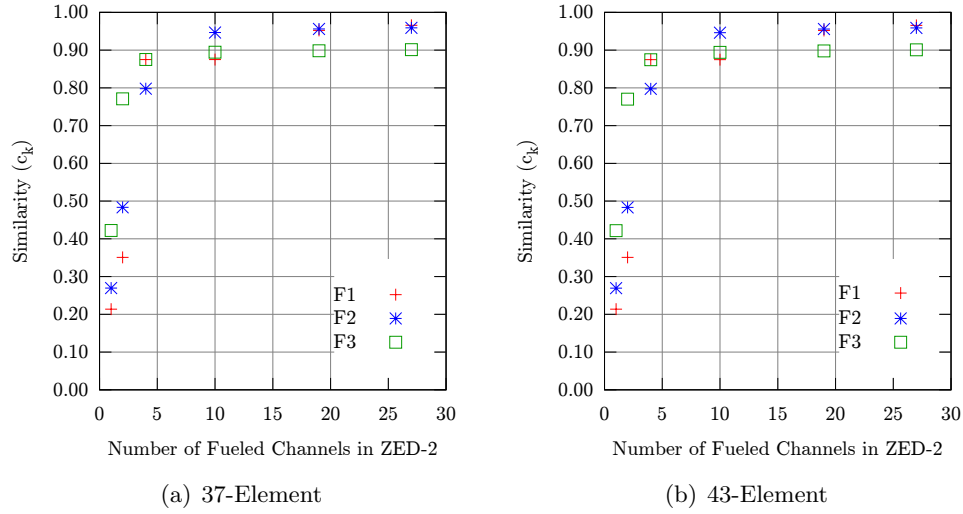 1.00
0.90
0.80
0.70
0.60
0.50
0.40
0.30
0.20
0.10
0.00
Similarity (c_k)
F1
F2
F3
0 5 10 15 20 25 30
Number of Fueled Channels in ZED-2
(a) 37-Element
1.00
0.90
0.80
0.70
0.60
0.50
0.40
0.30
0.20
0.10
0.00
Similarity (c_k)
F1
F2
F3
0 5 10 15 20 25 30
Number of Fueled Channels in ZED-2
(b) 43-Element